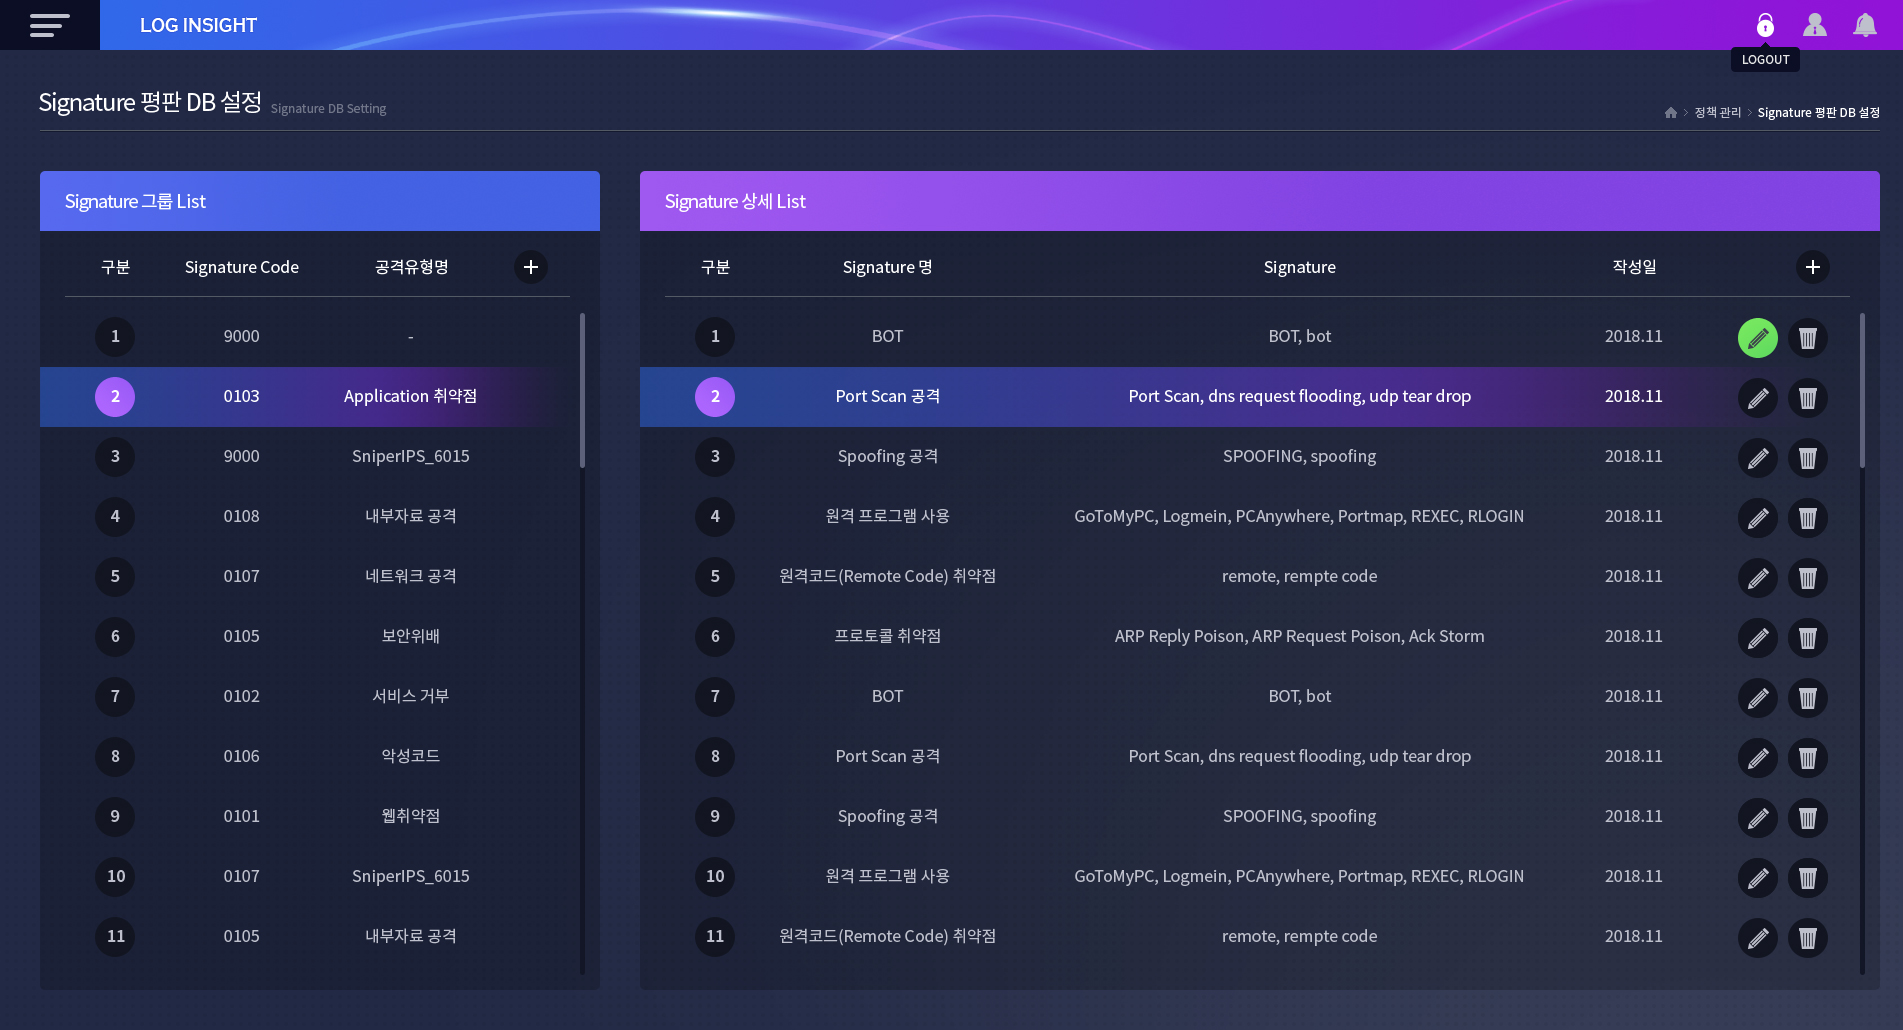 LOG INSIGHT
LOGOUT
Signature 평판 DB 설정 Signature DB Setting
정책 관리 Signature 평판 DB 설정
Signature 그룹 List
구분 Signature Code 공격유형명
1 9000 -
2 0103 Application 취약점
3 9000 SniperIPS_6015
4 0108 내부자료 공격
5 0107 네트워크 공격
6 0105 보안위배
7 0102 서비스 거부
8 0106 악성코드
9 0101 웹취약점
10 0107 SniperIPS_6015
11 0105 내부자료 공격
Signature 상세 List
구분 Signature 명 Signature 작성일
1 BOT BOT, bot 2018.11
2 Port Scan 공격 Port Scan, dns request flooding, udp tear drop 2018.11
3 Spoofing 공격 SPOOFING, spoofing 2018.11
4 원격 프로그램 사용 GoToMyPC, Logmein, PCAnywhere, Portmap, REXEC, RLOGIN 2018.11
5 원격코드(Remote Code) 취약점 remote, rempte code 2018.11
6 프로토콜 취약점 ARP Reply Poison, ARP Request Poison, Ack Storm 2018.11
7 BOT BOT, bot 2018.11
8 Port Scan 공격 Port Scan, dns request flooding, udp tear drop 2018.11
9 Spoofing 공격 SPOOFING, spoofing 2018.11
10 원격 프로그램 사용 GoToMyPC, Logmein, PCAnywhere, Portmap, REXEC, RLOGIN 2018.11
11 원격코드(Remote Code) 취약점 remote, rempte code 2018.11